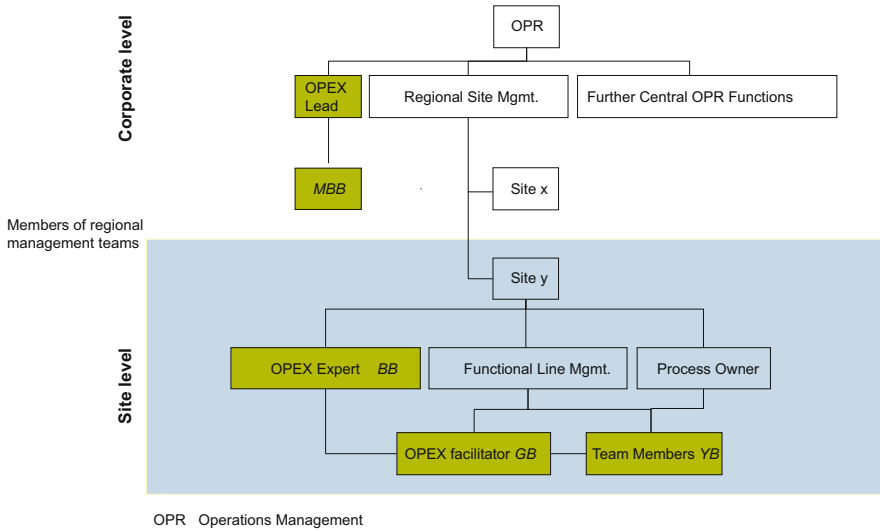 Corporate level
OPR
OPEX
Lead
Regional Site Mgmt.
Further Central OPR Functions
MBB
Site x
Members of regional
management teams
Site y
Site level
OPEX Expert BB
Functional Line Mgmt.
Process Owner
OPEX facilitator GB
Team Members YB
OPR Operations Management